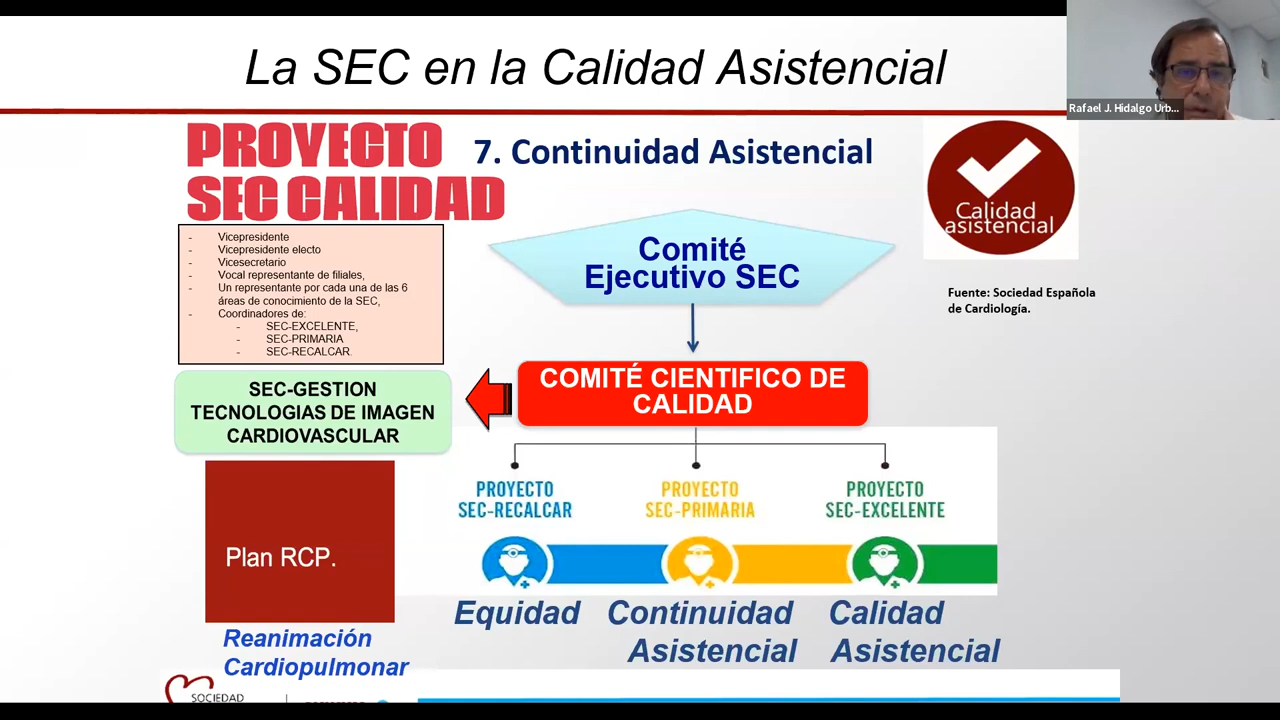 La SEC en la Calidad Asistencial
Rafael J. Hidalgo Urb...
PROYECTO
SEC CALIDAD
7. Continuidad Asistencial
Calidad
asistencial
- Vicepresidente
- Vicepresidente electo
- Vicesecretario
- Vocal representante de filiales,
- Un representante por cada una de las 6
áreas de conocimiento de la SEC,
- Coordinadores de:
- SEC-EXCELENTE,
- SEC-PRIMARIA
- SEC-RECALCAR.
Comité
Ejecutivo SEC
Fuente: Sociedad Española
de Cardiología.
COMITÉ CIENTIFICO DE
CALIDAD
SEC-GESTION
TECNOLOGIAS DE IMAGEN
CARDIOVASCULAR
PROYECTO
SEC-RECALCAR
PROYECTO
SEC-PRIMARIA
PROYECTO
SEC-EXCELENTE
Plan RCP.
Equidad
Continuidad
Asistencial
Calidad
Asistencial
Reanimación
Cardiopulmonar
SOCIEDAD